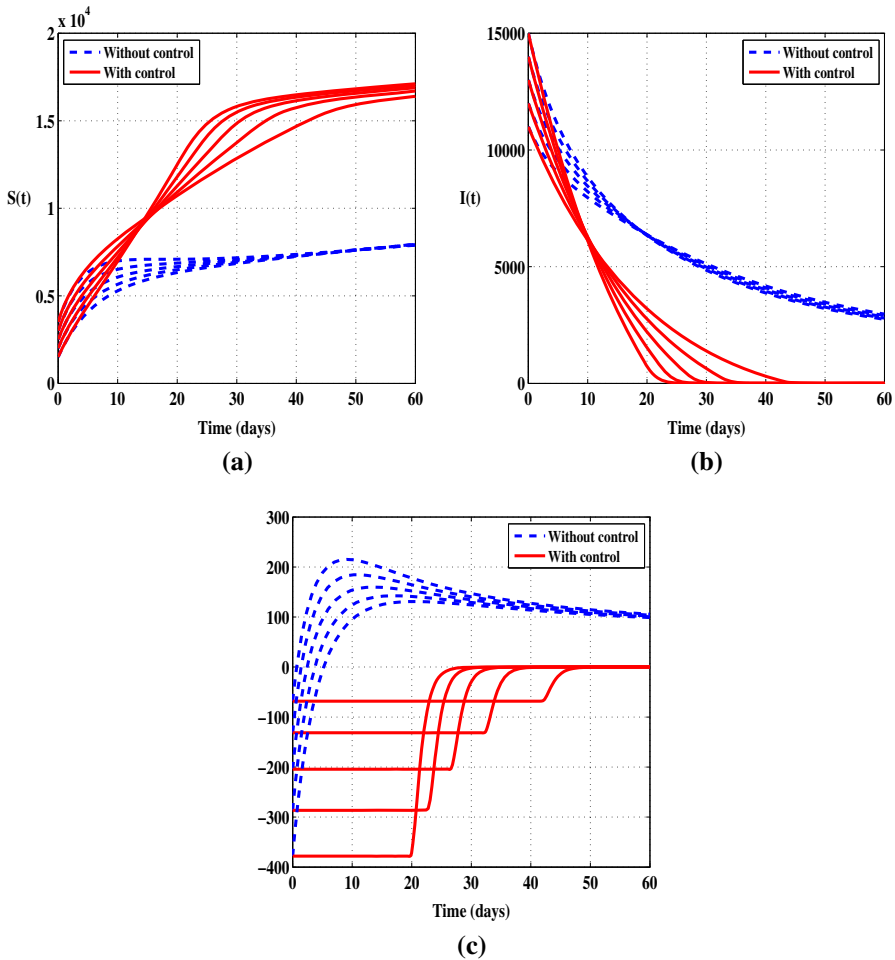 x 10⁴
2
1.5
1
0.5
0
S(t)
Without control
With control
0 10 20 30 40 50 60
Time (days)
(a)
15000
10000
5000
0
I(t)
Without control
With control
0 10 20 30 40 50 60
Time (days)
(b)
300
200
100
0
−100
−200
−300
−400
Without control
With control
0 10 20 30 40 50 60
Time (days)
(c)